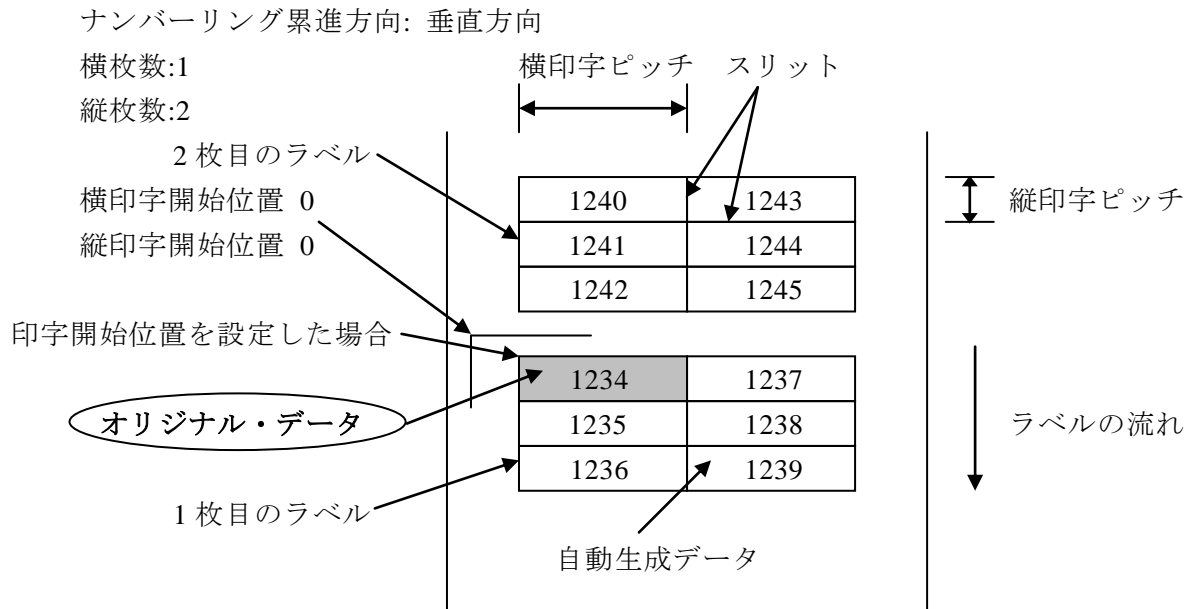 ナンバーリング累進方向: 垂直方向
横枚数:1
縦枚数:2
横印字ピッチ スリット
2 枚目のラベル
横印字開始位置 0
縦印字開始位置 0
1240 1243
1241 1244
1242 1245
縦印字ピッチ
印字開始位置を設定した場合
オリジナル・データ
1234 1237
1235 1238
1236 1239
ラベルの流れ
1 枚目のラベル
自動生成データ